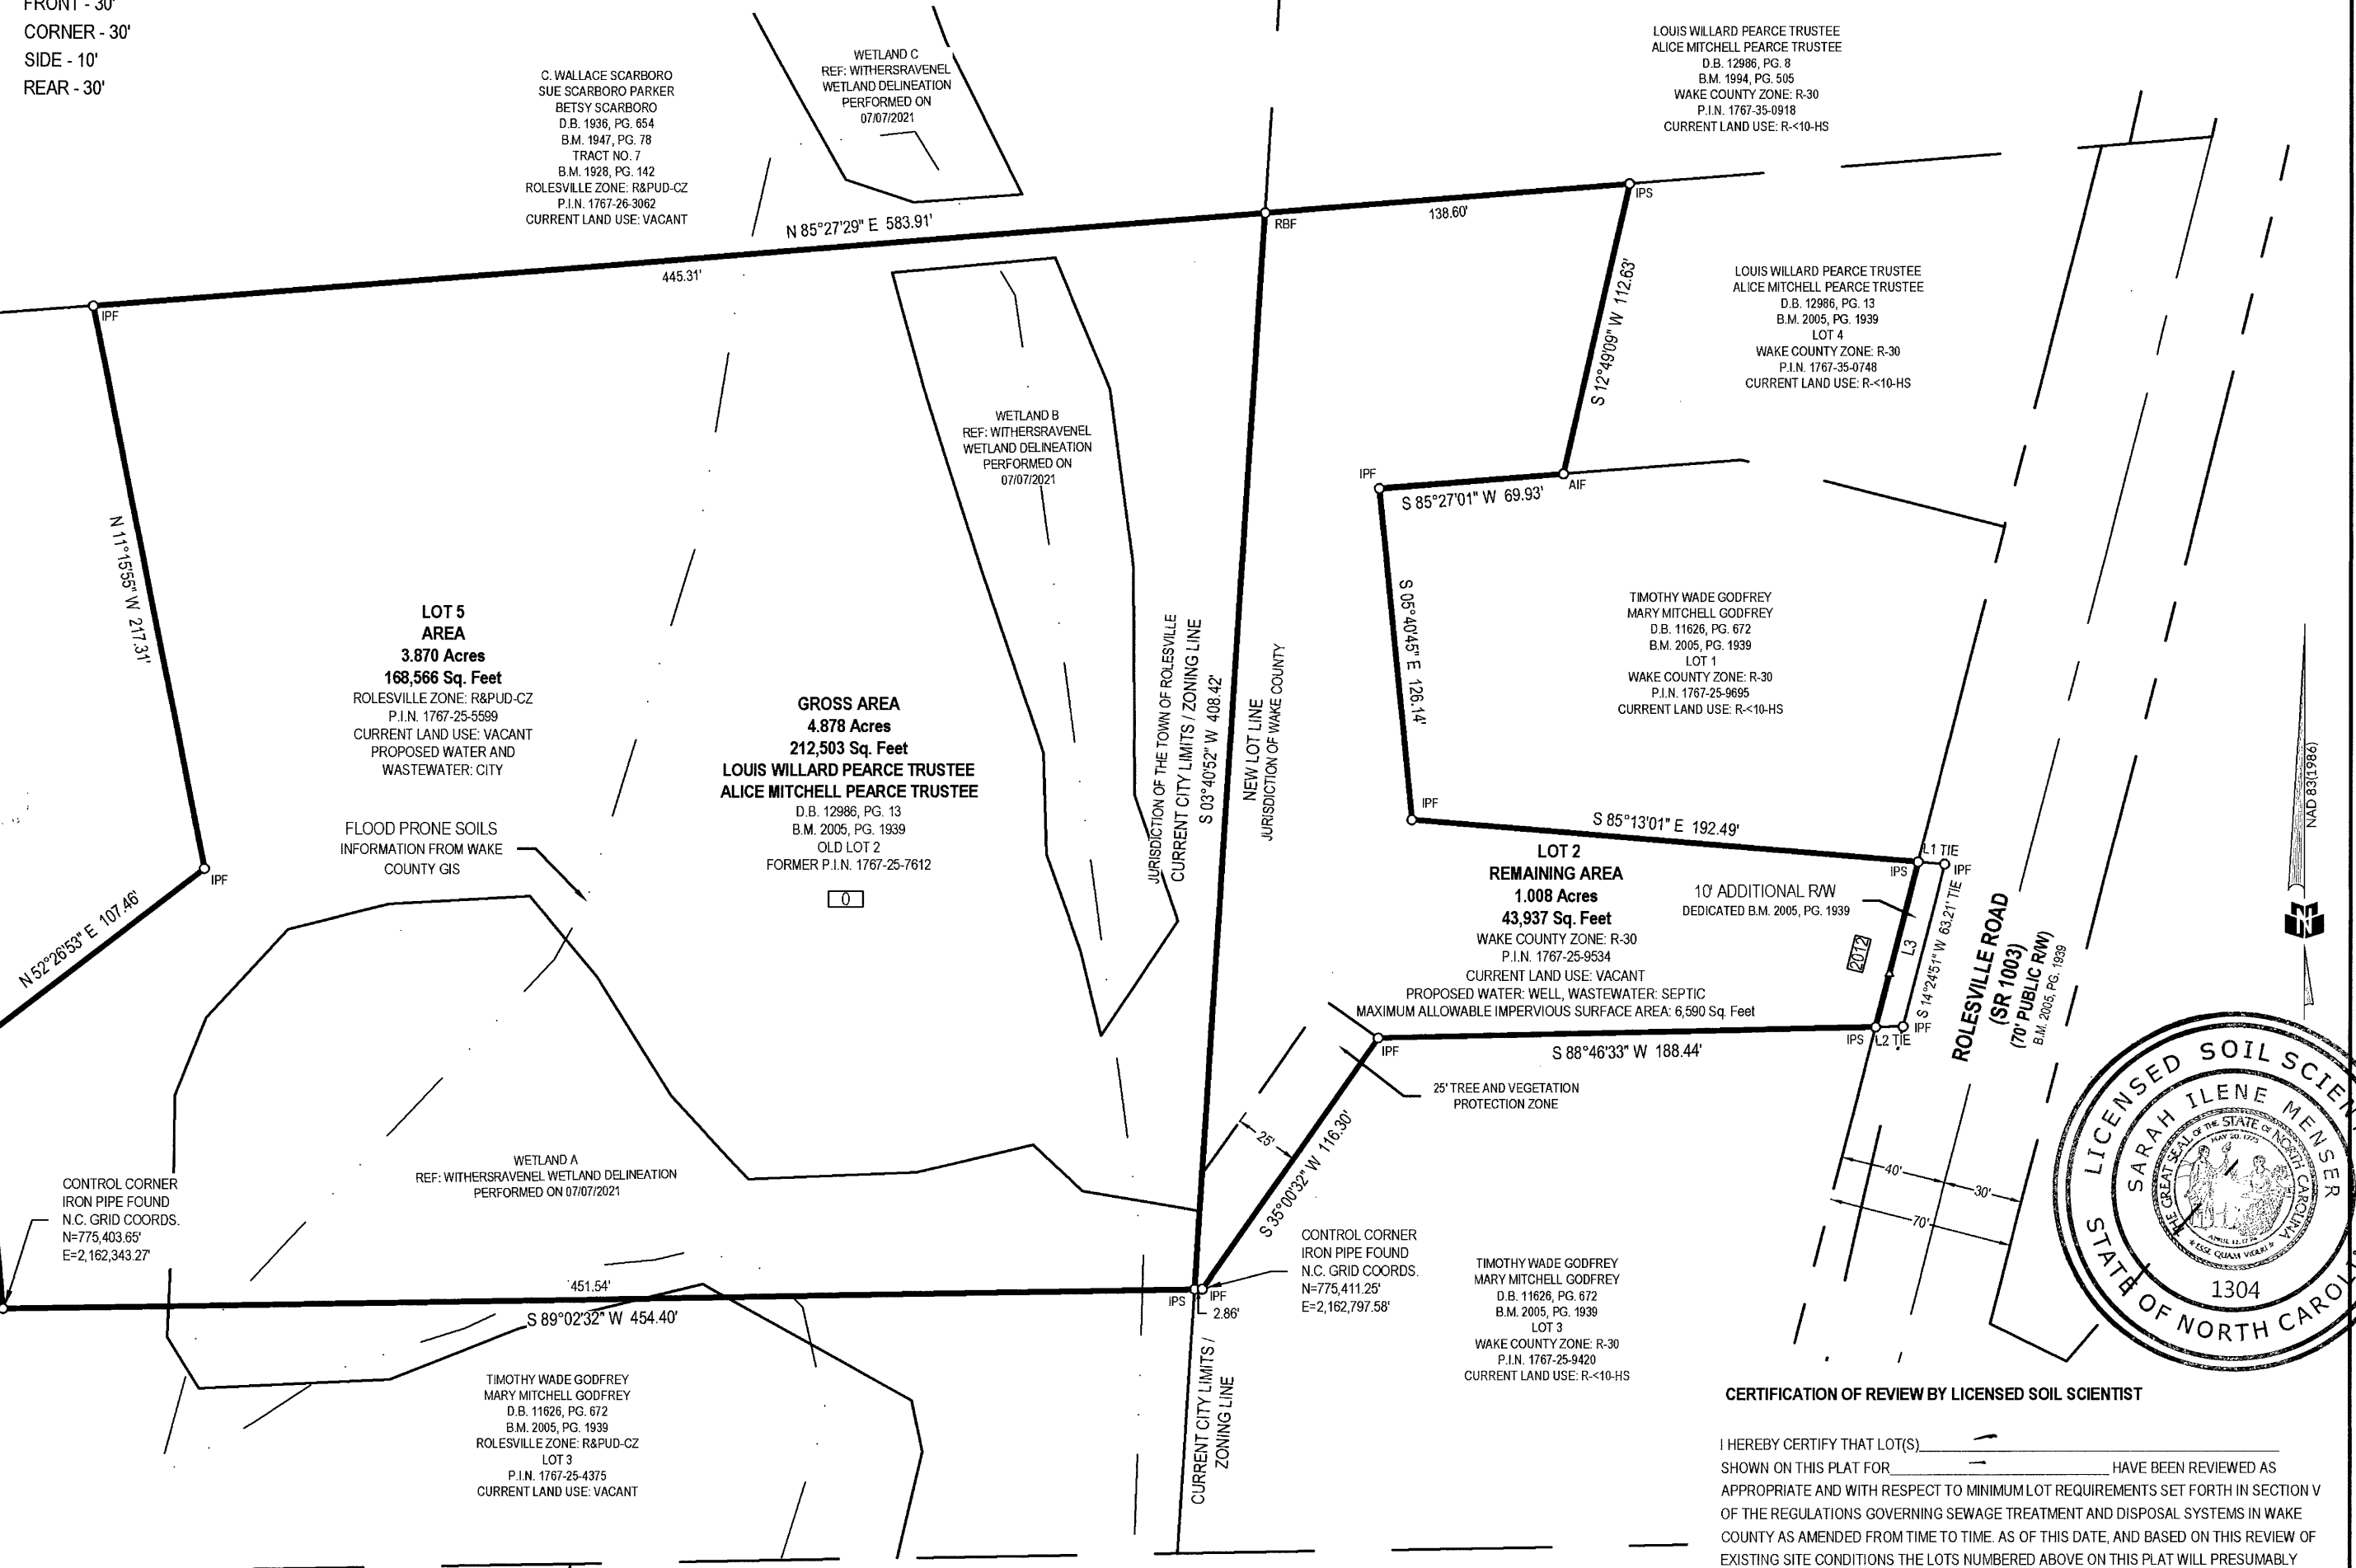 FRONT - 30'
CORNER - 30'
SIDE - 10'
REAR - 30'
C. WALLACE SCARBORO
SUE SCARBORO PARKER
BETSY SCARBORO
D.B. 1936, PG. 654
B.M. 1947, PG. 78
TRACT NO. 7
B.M. 1928, PG. 142
ROLESVILLE ZONE: R&PUD-CZ
P.I.N. 1767-26-3062
CURRENT LAND USE: VACANT
WETLAND C
REF: WITHERSRAVENEL
WETLAND DELINEATION
PERFORMED ON
07/07/2021
LOUIS WILLARD PEARCE TRUSTEE
ALICE MITCHELL PEARCE TRUSTEE
D.B. 12986, PG. 8
B.M. 1994, PG. 505
WAKE COUNTY ZONE: R-30
P.I.N. 1767-35-0918
CURRENT LAND USE: R-<10-HS
N 85°27'29" E 583.91'
445.31'
138.60'
IPF
RBF
IPS
S 12°49'09" W 112.63'
LOUIS WILLARD PEARCE TRUSTEE
ALICE MITCHELL PEARCE TRUSTEE
D.B. 12986, PG. 13
B.M. 2005, PG. 1939
LOT 4
WAKE COUNTY ZONE: R-30
P.I.N. 1767-35-0748
CURRENT LAND USE: R-<10-HS
WETLAND B
REF: WITHERSRAVENEL
WETLAND DELINEATION
PERFORMED ON
07/07/2021
IPF
AIF
S 85°27'01" W 69.93'
N 11°15'55" W 217.31'
S 05°40'45" E 126.14'
LOT 5
AREA
3.870 Acres
168,566 Sq. Feet
ROLESVILLE ZONE: R&PUD-CZ
P.I.N. 1767-25-5599
CURRENT LAND USE: VACANT
PROPOSED WATER AND
WASTEWATER: CITY
GROSS AREA
4.878 Acres
212,503 Sq. Feet
LOUIS WILLARD PEARCE TRUSTEE
ALICE MITCHELL PEARCE TRUSTEE
D.B. 12986, PG. 13
B.M. 2005, PG. 1939
OLD LOT 2
FORMER P.I.N. 1767-25-7612
0
JURISDICTION OF THE TOWN OF ROLESVILLE
CURRENT CITY LIMITS / ZONING LINE
S 03°40'52" W 408.42'
NEW LOT LINE
JURISDICTION OF WAKE COUNTY
TIMOTHY WADE GODFREY
MARY MITCHELL GODFREY
D.B. 11626, PG. 672
B.M. 2005, PG. 1939
LOT 1
WAKE COUNTY ZONE: R-30
P.I.N. 1767-25-9695
CURRENT LAND USE: R-<10-HS
NAD 83(1986)
N
FLOOD PRONE SOILS
INFORMATION FROM WAKE
COUNTY GIS
IPF
N 52°26'53" E 107.46'
IPF
S 85°13'01" E 192.49'
L1 TIE
IPS
IPF
LOT 2
REMAINING AREA
1.008 Acres
43,937 Sq. Feet
WAKE COUNTY ZONE: R-30
P.I.N. 1767-25-9534
CURRENT LAND USE: VACANT
PROPOSED WATER: WELL, WASTEWATER: SEPTIC
MAXIMUM ALLOWABLE IMPERVIOUS SURFACE AREA: 6,590 Sq. Feet
10' ADDITIONAL R/W
DEDICATED B.M. 2005, PG. 1939
2012
L3
S 14°24'51" W 63.21' TIE
ROLESVILLE ROAD
(SR 1003)
(70' PUBLIC R/W)
B.M. 2005, PG. 1939
IPF
S 88°46'33" W 188.44'
IPS
L2 TIE
IPF
25' TREE AND VEGETATION
PROTECTION ZONE
25'
S 35°00'32" W 116.30'
40'
30'
70'
LICENSED SOIL SCIEN
SARAH ILENE MENSER
THE GREAT SEAL OF THE STATE OF NORTH CAROLINA
MAY 20, 1775
APRIL 12, 1776
ESSE QUAM VIDERI
1304
STATE OF NORTH CAROL
WETLAND A
REF: WITHERSRAVENEL WETLAND DELINEATION
PERFORMED ON 07/07/2021
CONTROL CORNER
IRON PIPE FOUND
N.C. GRID COORDS.
N=775,403.65'
E=2,162,343.27'
CONTROL CORNER
IRON PIPE FOUND
N.C. GRID COORDS.
N=775,411.25'
E=2,162,797.58'
451.54'
S 89°02'32" W 454.40'
IPS
IPF
2.86'
CURRENT CITY LIMITS /
ZONING LINE
TIMOTHY WADE GODFREY
MARY MITCHELL GODFREY
D.B. 11626, PG. 672
B.M. 2005, PG. 1939
LOT 3
WAKE COUNTY ZONE: R-30
P.I.N. 1767-25-9420
CURRENT LAND USE: R-<10-HS
TIMOTHY WADE GODFREY
MARY MITCHELL GODFREY
D.B. 11626, PG. 672
B.M. 2005, PG. 1939
ROLESVILLE ZONE: R&PUD-CZ
LOT 3
P.I.N. 1767-25-4375
CURRENT LAND USE: VACANT
CERTIFICATION OF REVIEW BY LICENSED SOIL SCIENTIST
I HEREBY CERTIFY THAT LOT(S)
SHOWN ON THIS PLAT FOR HAVE BEEN REVIEWED AS
APPROPRIATE AND WITH RESPECT TO MINIMUM LOT REQUIREMENTS SET FORTH IN SECTION V
OF THE REGULATIONS GOVERNING SEWAGE TREATMENT AND DISPOSAL SYSTEMS IN WAKE
COUNTY AS AMENDED FROM TIME TO TIME. AS OF THIS DATE, AND BASED ON THIS REVIEW OF
EXISTING SITE CONDITIONS THE LOTS NUMBERED ABOVE ON THIS PLAT WILL PRESUMABLY